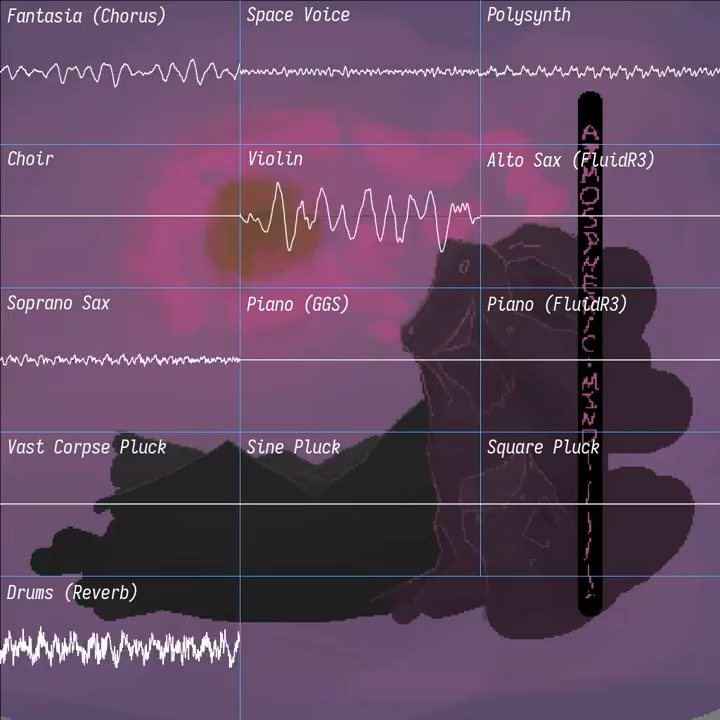 Fantasia (Chorus)
Space Voice
Polysynth
Choir
Violin
Alto Sax (FluidR3)
Soprano Sax
Piano (GGS)
Piano (FluidR3)
Vast Corpse Pluck
Sine Pluck
Square Pluck
Drums (Reverb)